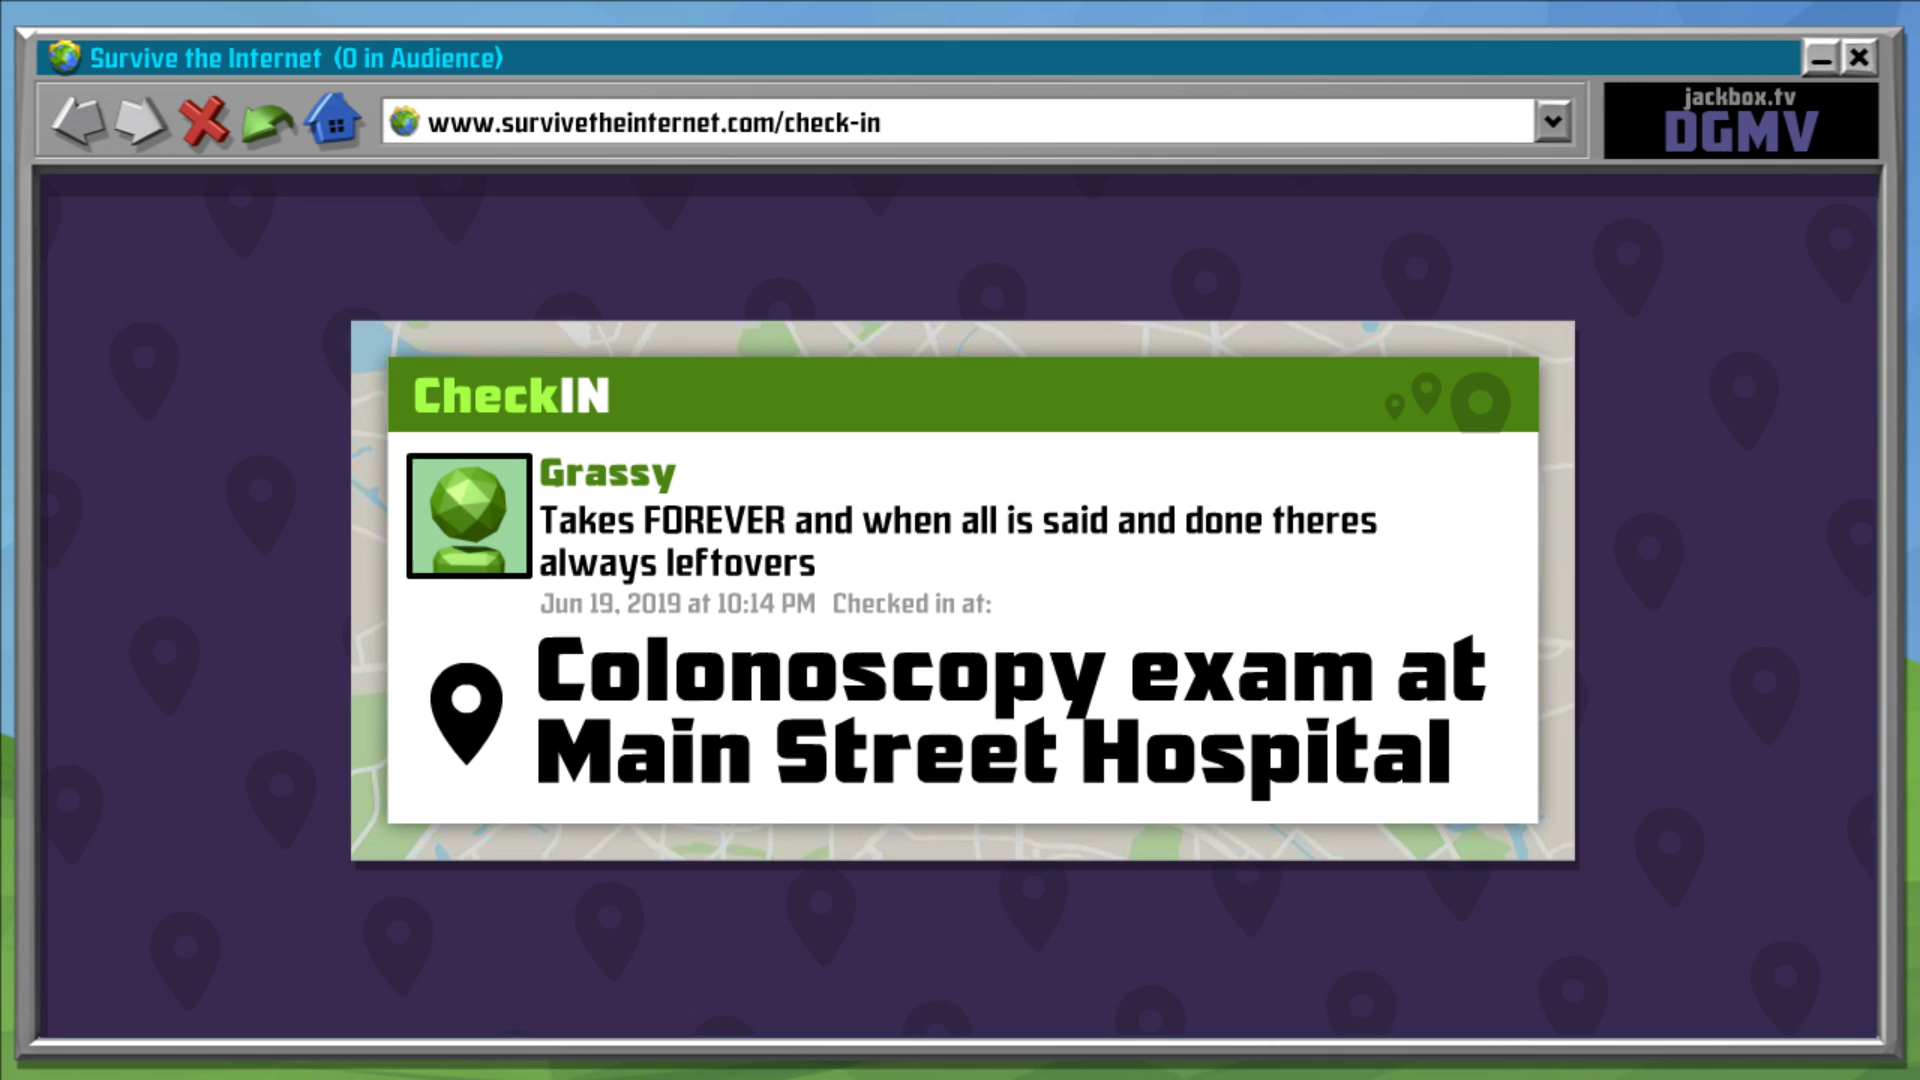 Survive the Internet (0 in Audience)
www.survivetheinternet.com/check-in
jackbox.tv
DGMV
CheckIN
Grassy
Takes FOREVER and when all is said and done theres
always leftovers
Jun 19, 2019 at 10:14 PM Checked in at:
Colonoscopy exam at
Main Street Hospital